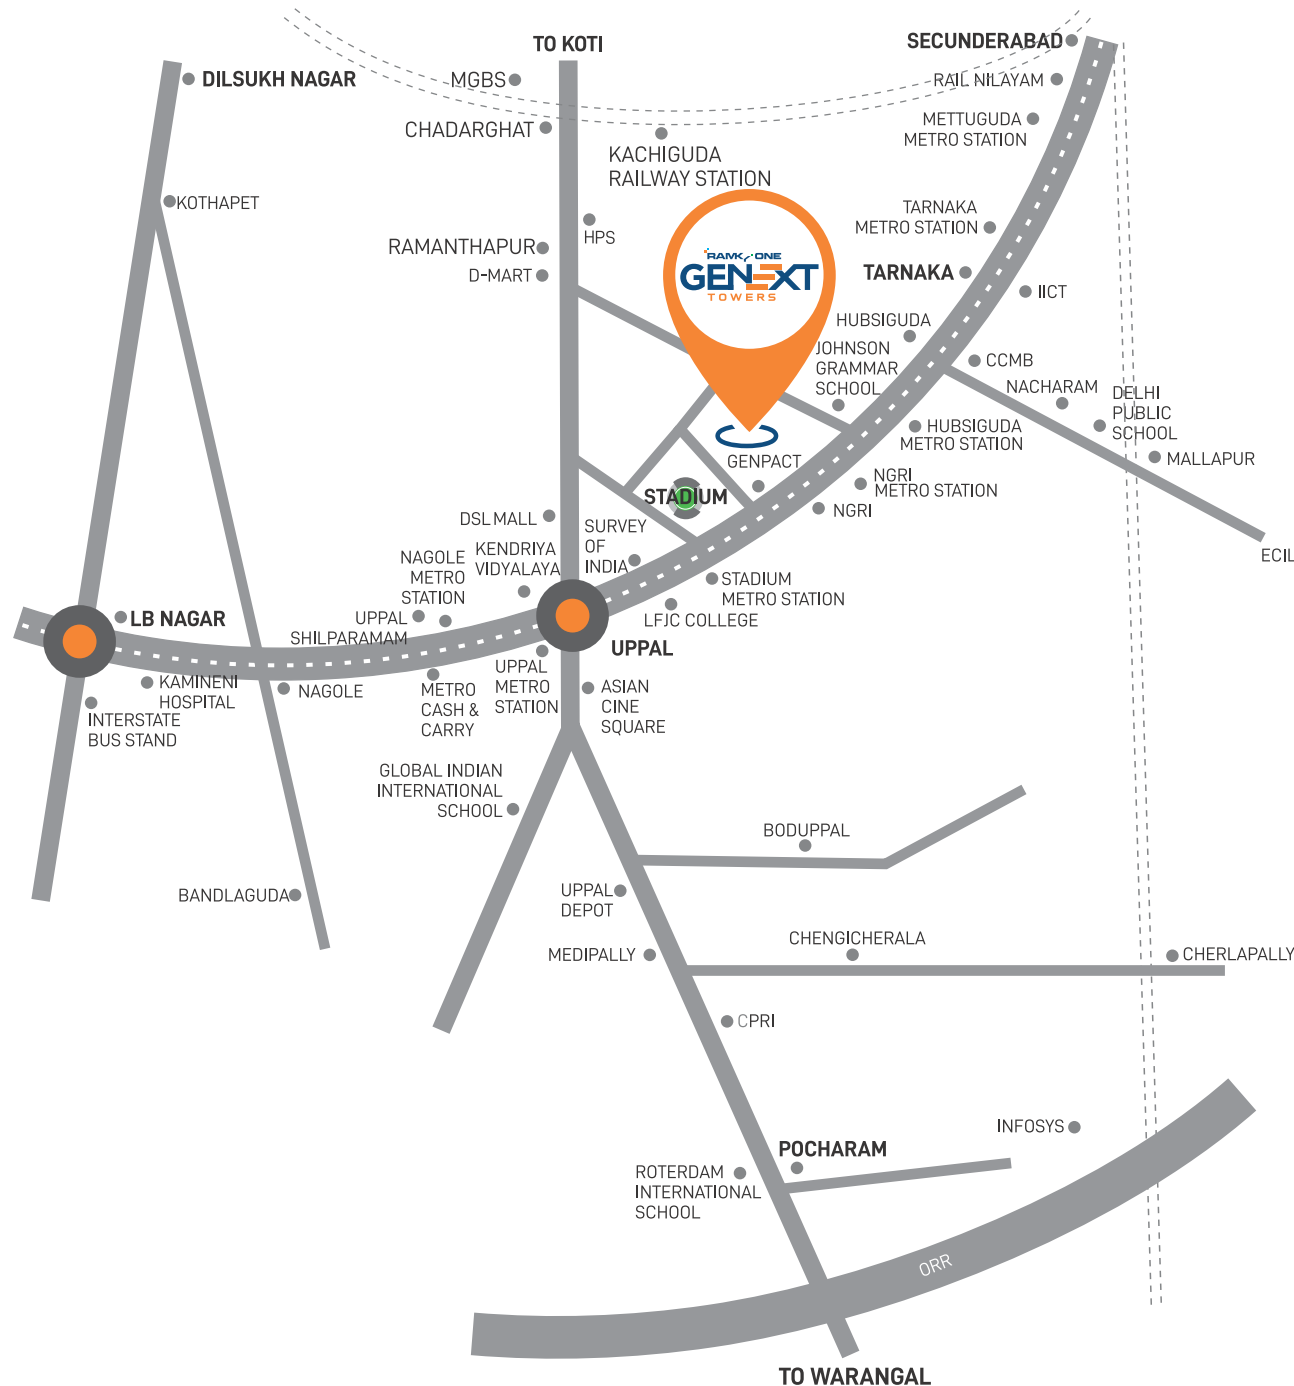 TO KOTI
SECUNDERABAD
DILSUKH NAGAR
MGBS
RAIL NILAYAM
CHADARGHAT
METTUGUDA
METRO STATION
KACHIGUDA
RAILWAY STATION
KOTHAPET
HPS
TARNAKA
METRO STATION
RAMANTHAPUR
D-MART
GENEXT
TOWERS
TARNAKA
IICT
HUBSIGUDA
JOHNSON
GRAMMAR
SCHOOL
CCMB
NACHARAM
DELHI
PUBLIC
SCHOOL
HUBSIGUDA
METRO STATION
MALLAPUR
GENPACT
NGRI
METRO STATION
STADIUM
NGRI
DSL MALL
SURVEY
OF
INDIA
KENDRIYA
VIDYALAYA
NAGOLE
METRO
STATION
ECIL
STADIUM
METRO STATION
LFJC COLLEGE
LB NAGAR
UPPAL
SHILPARAMAM
UPPAL
KAMINENI
HOSPITAL
NAGOLE
METRO
CASH &
CARRY
UPPAL
METRO
STATION
ASIAN
CINE
SQUARE
INTERSTATE
BUS STAND
GLOBAL INDIAN
INTERNATIONAL
SCHOOL
BODUPPAL
BANDLAGUDA
UPPAL
DEPOT
CHENGICHERALA
MEDIPALLY
CHERLAPALLY
CPRI
INFOSYS
POCHARAM
ROTERDAM
INTERNATIONAL
SCHOOL
ORR
TO WARANGAL